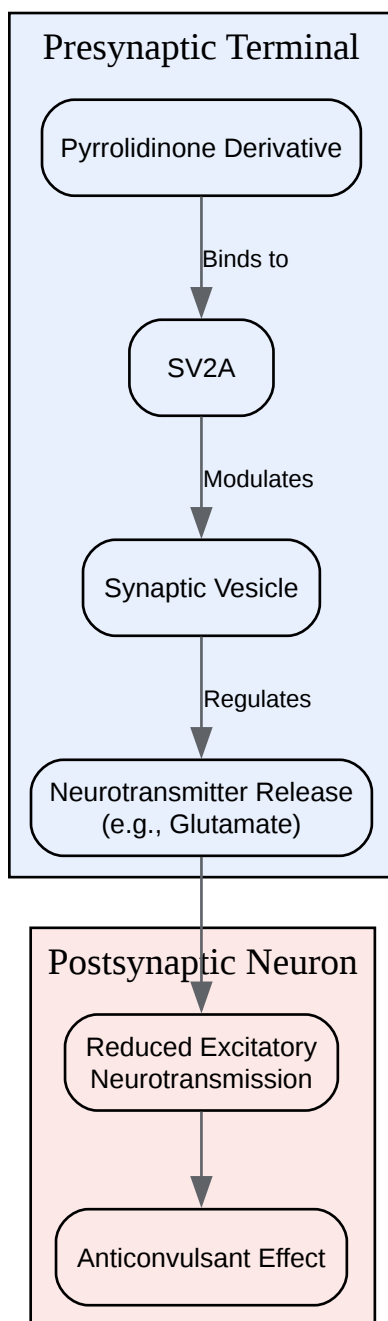 Presynaptic Terminal
Pyrrolidinone Derivative
Binds to
SV2A
Modulates
Synaptic Vesicle
Regulates
Neurotransmitter Release
(e.g., Glutamate)
Postsynaptic Neuron
Reduced Excitatory
Neurotransmission
Anticonvulsant Effect